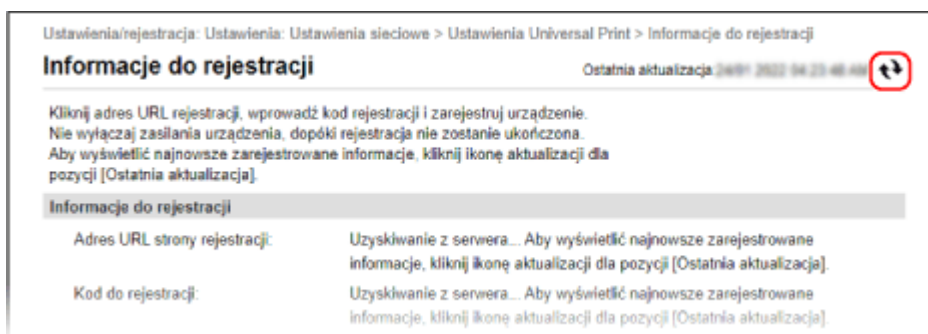 Ustawienia/rejestracja: Ustawienia: Ustawienia sieciowe > Ustawienia Universal Print > Informacje do rejestracji
Informacje do rejestracji
Ostatnia aktualizacja:
Kliknij adres URL rejestracji, wprowadź kod rejestracji i zarejestruj urządzenie.
Nie wyłączaj zasilania urządzenia, dopóki rejestracja nie zostanie ukończona.
Aby wyświetlić najnowsze zarejestrowane informacje, kliknij ikonę aktualizacji dla
pozycji [Ostatnia aktualizacja].
Informacje do rejestracji
Adres URL strony rejestracji:
Uzyskiwanie z serwera... Aby wyświetlić najnowsze zarejestrowane
informacje, kliknij ikonę aktualizacji dla pozycji [Ostatnia aktualizacja].
Kod do rejestracji:
Uzyskiwanie z serwera... Aby wyświetlić najnowsze zarejestrowane
informacje, kliknij ikonę aktualizacji dla pozycji [Ostatnia aktualizacja].